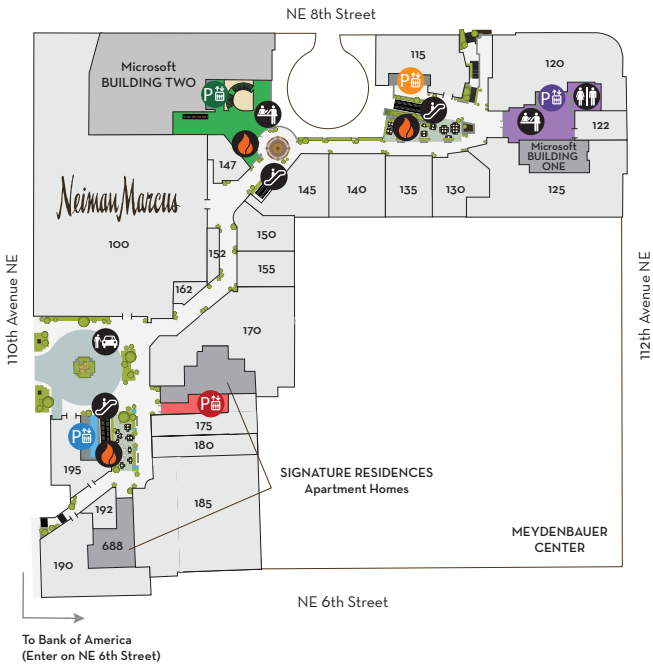 NE 8th Street
Microsoft
BUILDING TWO
P
115
P
120
P
122
Microsoft
BUILDING
ONE
147
145
140
135
130
125
Neiman Marcus
100
150
152
155
162
170
110th Avenue NE
112th Avenue NE
P
175
180
P
195
SIGNATURE RESIDENCES
Apartment Homes
192
185
688
190
MEYDENBAUER
CENTER
NE 6th Street
To Bank of America
(Enter on NE 6th Street)